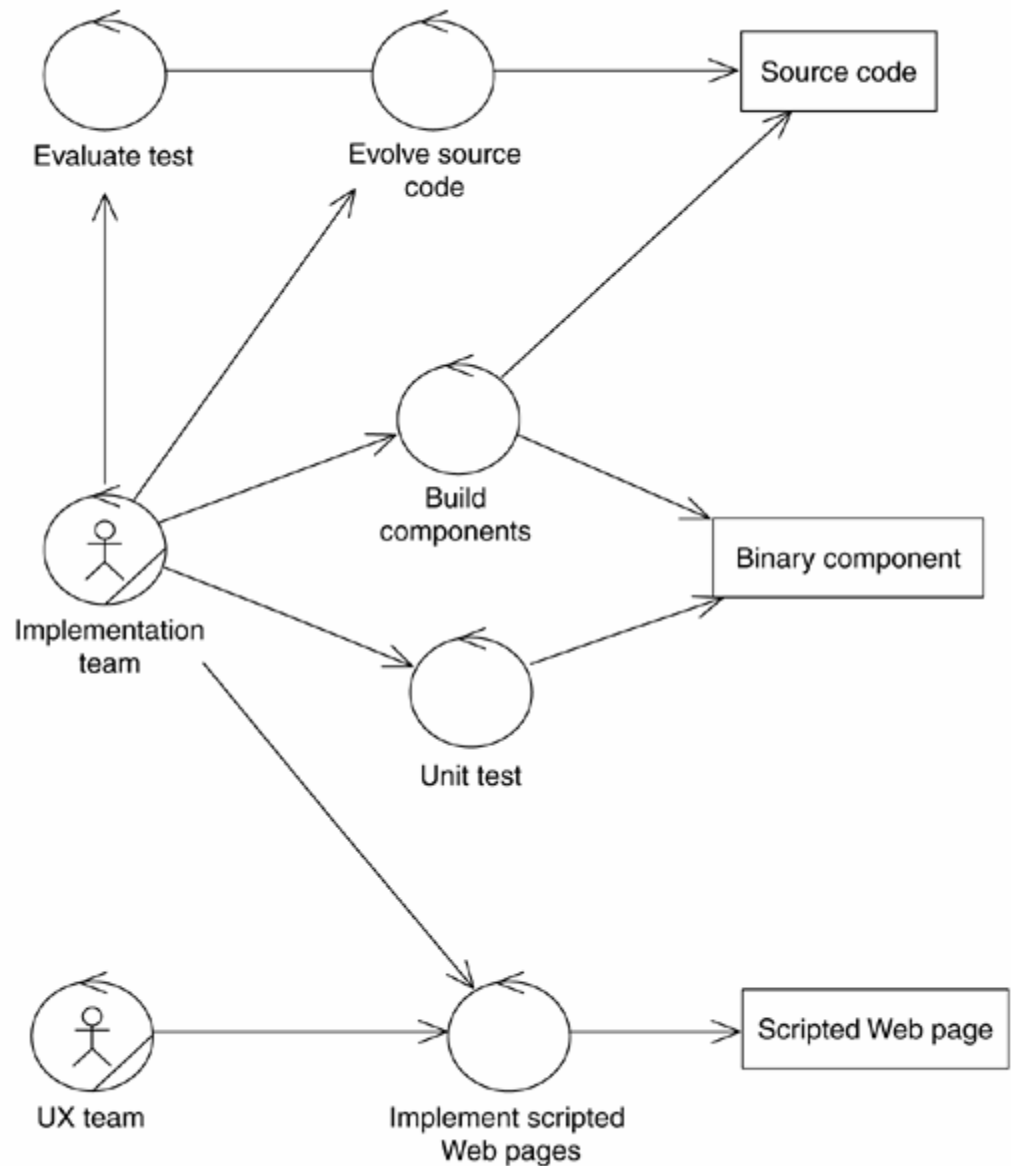 Source code
Evaluate test
Evolve source
code
Build
components
Binary component
Implementation
team
Unit test
Scripted Web page
UX team
Implement scripted
Web pages